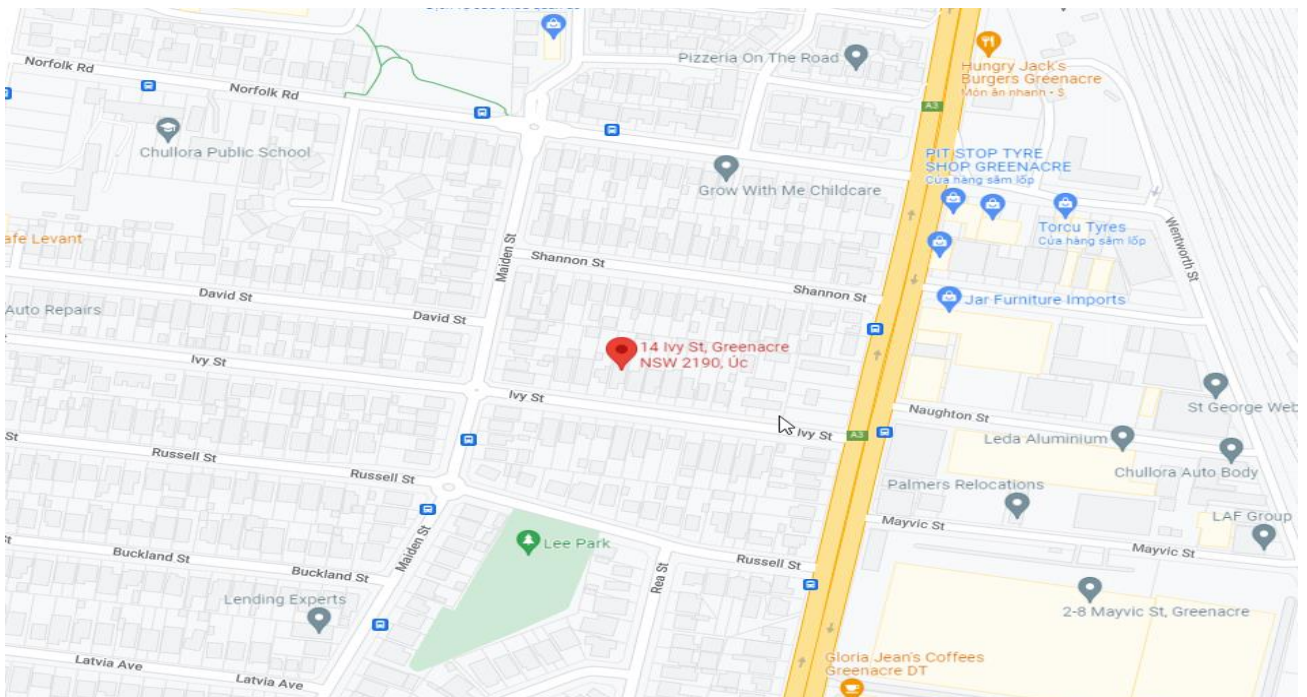 Norfolk Rd
Norfolk Rd
Chullora Public School
Pizzeria On The Road
Hungry Jack's
Burgers Greenacre
Món ăn nhanh • $
A3
PIT STOP TYRE
SHOP GREENACRE
Cửa hàng săm lốp
Grow With Me Childcare
Torcu Tyres
Cửa hàng săm lốp
Wentworth St
afe Levant
Maiden St
Shannon St
Shannon St
David St
David St
Jar Furniture Imports
Auto Repairs
14 Ivy St, Greenacre
NSW 2190, Úc
Ivy St
Ivy St
Ivy St
A3
Naughton St
St George Web
Leda Aluminium
Chullora Auto Body
St
Russell St
Russell St
Palmers Relocations
LAF Group
Mayvic St
Mayvic St
Lee Park
Maiden St
Buckland St
Buckland St
Rea St
Russell St
Lending Experts
2-8 Mayvic St, Greenacre
Latvia Ave
Latvia Ave
Gloria Jean's Coffees
Greenacre DT